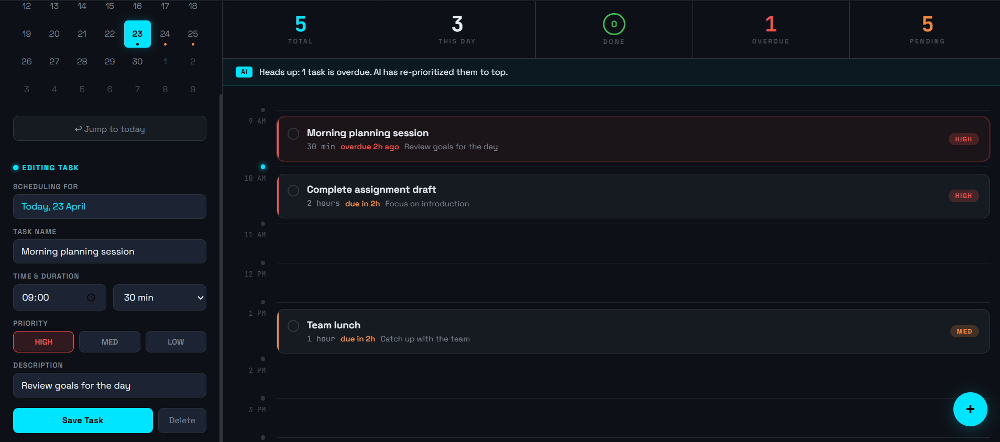 12 13 14 15 16 17 18
19 20 21 22 23 24 25
26 27 28 29 30 1 2
3 4 5 6 7 8 9
↩ Jump to today
EDITING TASK
SCHEDULING FOR
Today, 23 April
TASK NAME
Morning planning session
TIME & DURATION
09:00 30 min
PRIORITY
HIGH MED LOW
DESCRIPTION
Review goals for the day
Save Task Delete
5 3 0 1 5
TOTAL THIS DAY DONE OVERDUE PENDING
AI Heads up: 1 task is overdue. AI has re-prioritized them to top.
9 AM
Morning planning session
30 min overdue 2h ago Review goals for the day
HIGH
10 AM
Complete assignment draft
2 hours due in 2h Focus on introduction
HIGH
11 AM
12 PM
1 PM
Team lunch
1 hour due in 2h Catch up with the team
MED
2 PM
3 PM
+